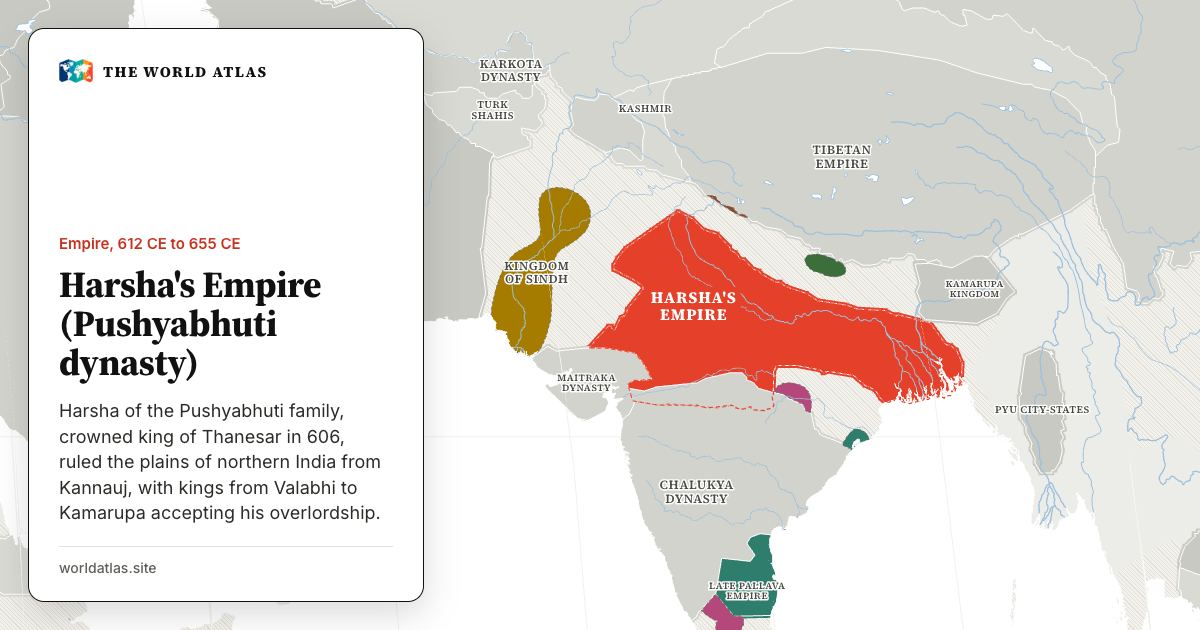 THE WORLD ATLAS
Empire, 612 CE to 655 CE
Harsha's Empire
(Pushyabhuti
dynasty)
Harsha of the Pushyabhuti family,
crowned king of Thanesar in 606,
ruled the plains of northern India from
Kannauj, with kings from Valabhi to
Kamarupa accepting his overlordship.
worldatlas.site
KARKOTA
DYNASTY
TURK
SHAHIS
KASHMIR
TIBETAN
EMPIRE
KINGDOM
OF SINDH
HARSHA'S
EMPIRE
KAMARUPA
KINGDOM
MAITRAKA
DYNASTY
PYU CITY-STATES
CHALUKYA
DYNASTY
LATE PALLAVA
EMPIRE